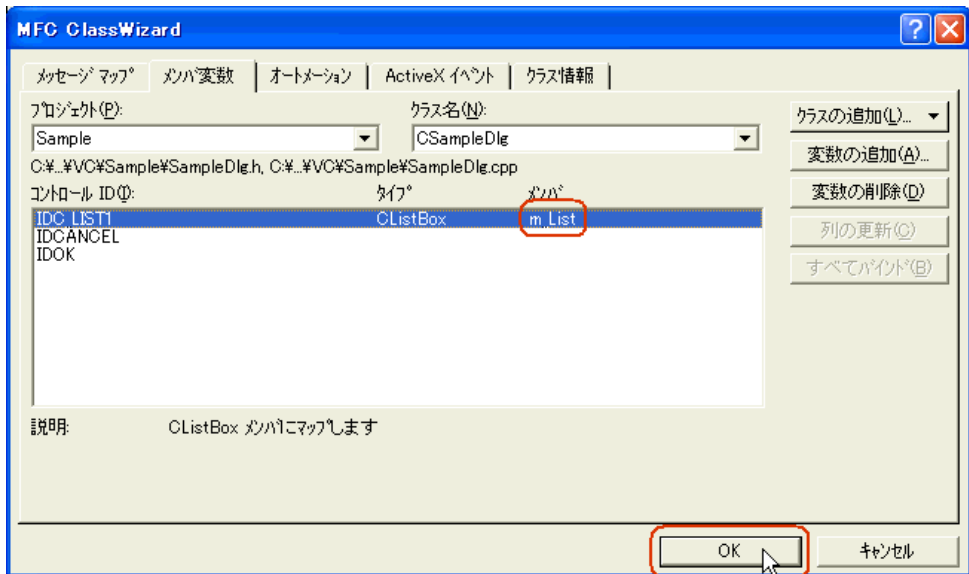 MFC ClassWizard
メッセージ マップ メンバ変数 オートメーション ActiveX イベント クラス情報
プロジェクト(P): クラス名(N):
Sample CSampleDlg
C:¥...¥VC¥Sample¥SampleDlg.h, C:¥...¥VC¥Sample¥SampleDlg.cpp
コントロール ID(I): タイプ メンバ
IDC_LIST1 CListBox m_List
IDCANCEL
IDOK
クラスの追加(L)...
変数の追加(A)...
変数の削除(D)
列の更新(C)
すべてバインド(B)
説明: CListBox メンバにマップします
OK キャンセル